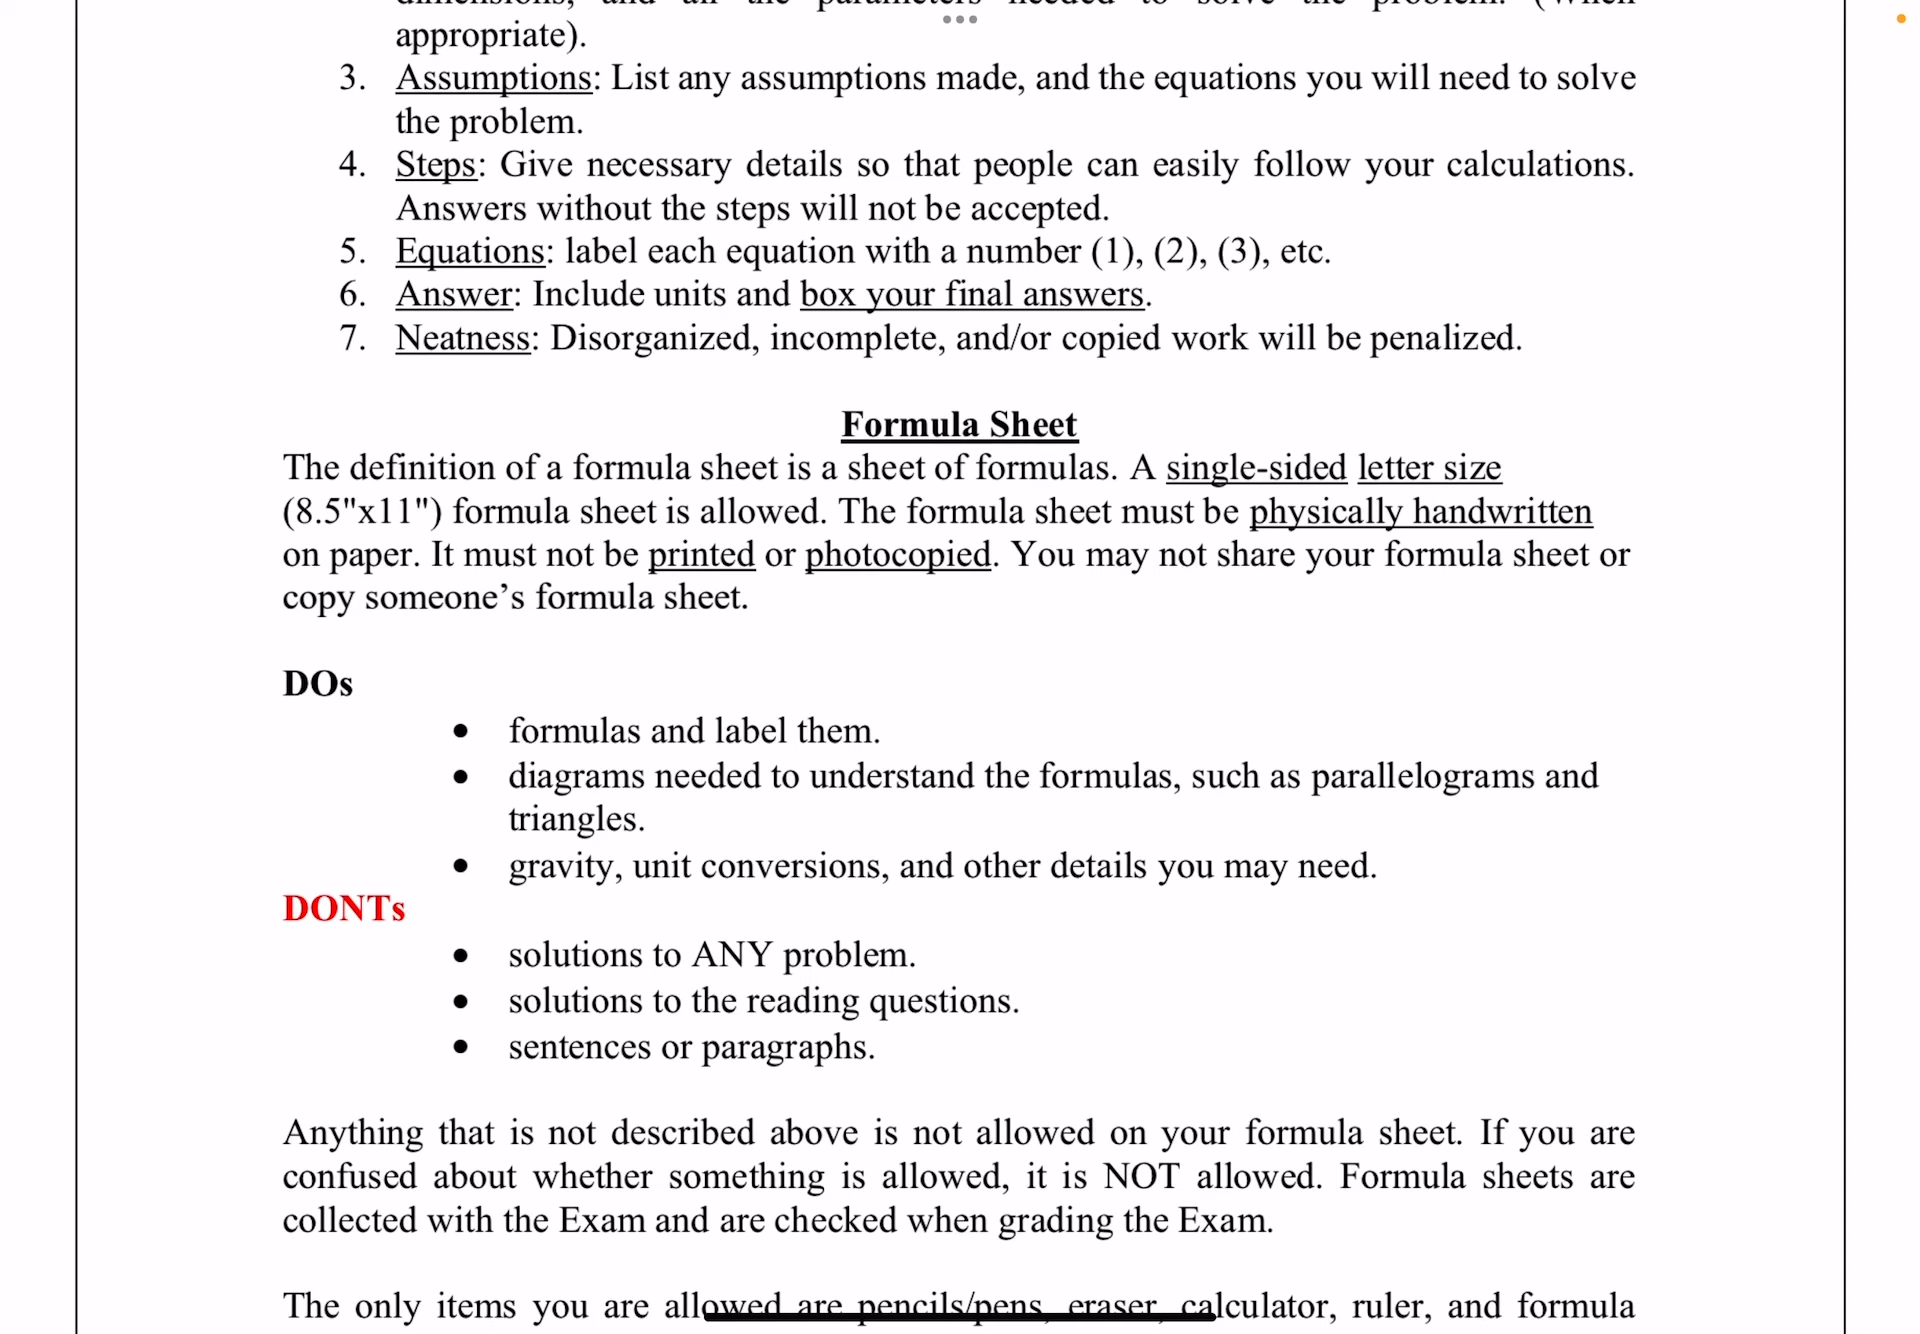 dimensions, and all the parameters needed to solve the problem. (When
appropriate).
3. Assumptions: List any assumptions made, and the equations you will need to solve
the problem.
4. Steps: Give necessary details so that people can easily follow your calculations.
Answers without the steps will not be accepted.
5. Equations: label each equation with a number (1), (2), (3), etc.
6. Answer: Include units and box your final answers.
7. Neatness: Disorganized, incomplete, and/or copied work will be penalized.
Formula Sheet
The definition of a formula sheet is a sheet of formulas. A single-sided letter size
(8.5"x11") formula sheet is allowed. The formula sheet must be physically handwritten
on paper. It must not be printed or photocopied. You may not share your formula sheet or
copy someone’s formula sheet.
DOs
• formulas and label them.
• diagrams needed to understand the formulas, such as parallelograms and
triangles.
• gravity, unit conversions, and other details you may need.
DONTs
• solutions to ANY problem.
• solutions to the reading questions.
• sentences or paragraphs.
Anything that is not described above is not allowed on your formula sheet. If you are
confused about whether something is allowed, it is NOT allowed. Formula sheets are
collected with the Exam and are checked when grading the Exam.
The only items you are allowed are pencils/pens, eraser, calculator, ruler, and formula